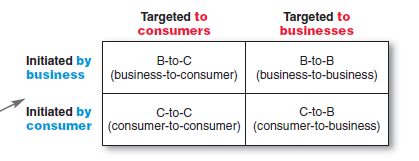 Targeted to
consumers
Targeted to
businesses
Initiated by
business
B-to-C
(business-to-consumer)
B-to-B
(business-to-business)
Initiated by
consumer
C-to-C
(consumer-to-consumer)
C-to-B
(consumer-to-business)